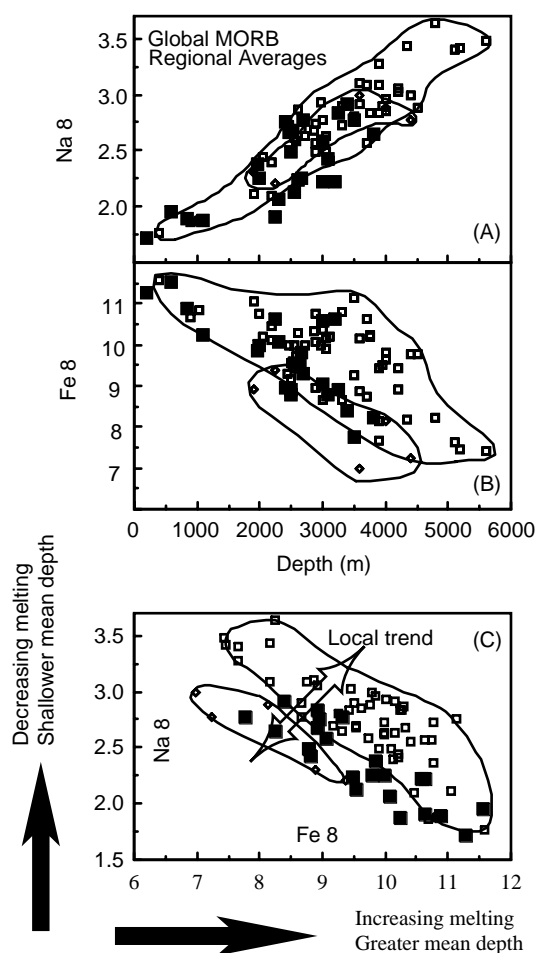 Global MORB
Regional Averages
3.5
3.0
2.5
2.0
Na 8
(A)
11
10
9
8
7
Fe 8
(B)
0 1000 2000 3000 4000 5000 6000
Depth (m)
Decreasing melting
Shallower mean depth
3.5
3.0
2.5
2.0
1.5
Na 8
Local trend
(C)
Fe 8
6 7 8 9 10 11 12
Increasing melting
Greater mean depth